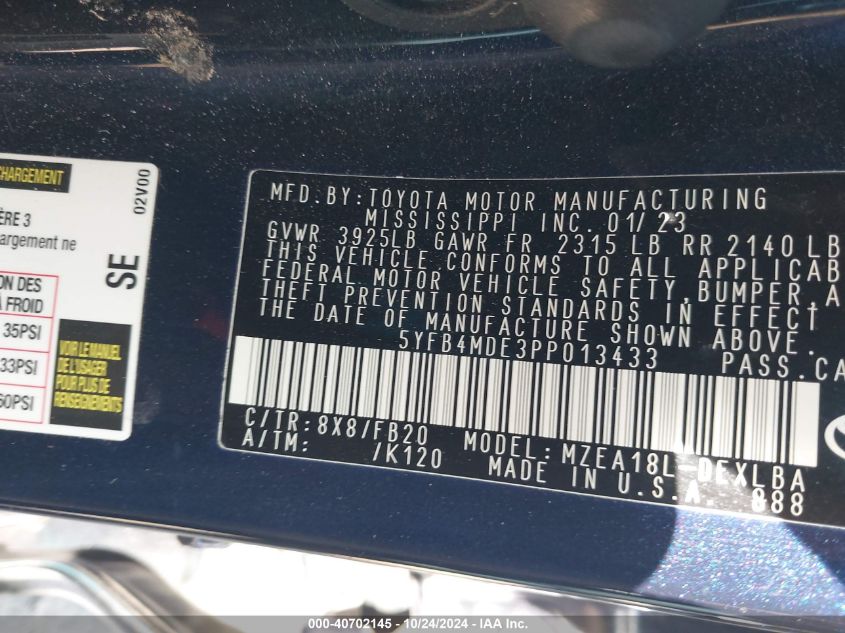 CHARGEMENT
ÈRE 3
argement ne
ON DES
À FROID
35PSI
33PSI
60PSI
VOIR LE MANUEL
DE L'USAGER
POUR PLUS DE
RENSEIGNEMENTS
SE
02V00
MFD.BY:TOYOTA MOTOR MANUFACTURING
MISSISSIPPI INC. 01/23
GVWR 3925LB GAWR FR 2315 LB RR 2140LB
THIS VEHICLE CONFORMS TO ALL APPLICAB
FEDERAL MOTOR VEHICLE SAFETY,BUMPER,A
THEFT PREVENTION STANDARDS IN EFFECT
THE DATE OF MANUFACTURE SHOWN ABOVE.
5YFB4MDE3PP013433 PASS.CA
C/TR:8X8/FB20 MODEL:MZEA18L-DEXLBA
A/TM: /K120 MADE IN U.S.A. 888
000-40702145 - 10/24/2024 - IAA Inc.